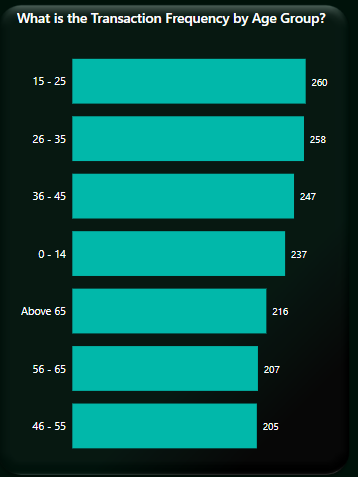 What is the Transaction Frequency by Age Group?
15 - 25 260
26 - 35 258
36 - 45 247
0 - 14 237
Above 65 216
56 - 65 207
46 - 55 205